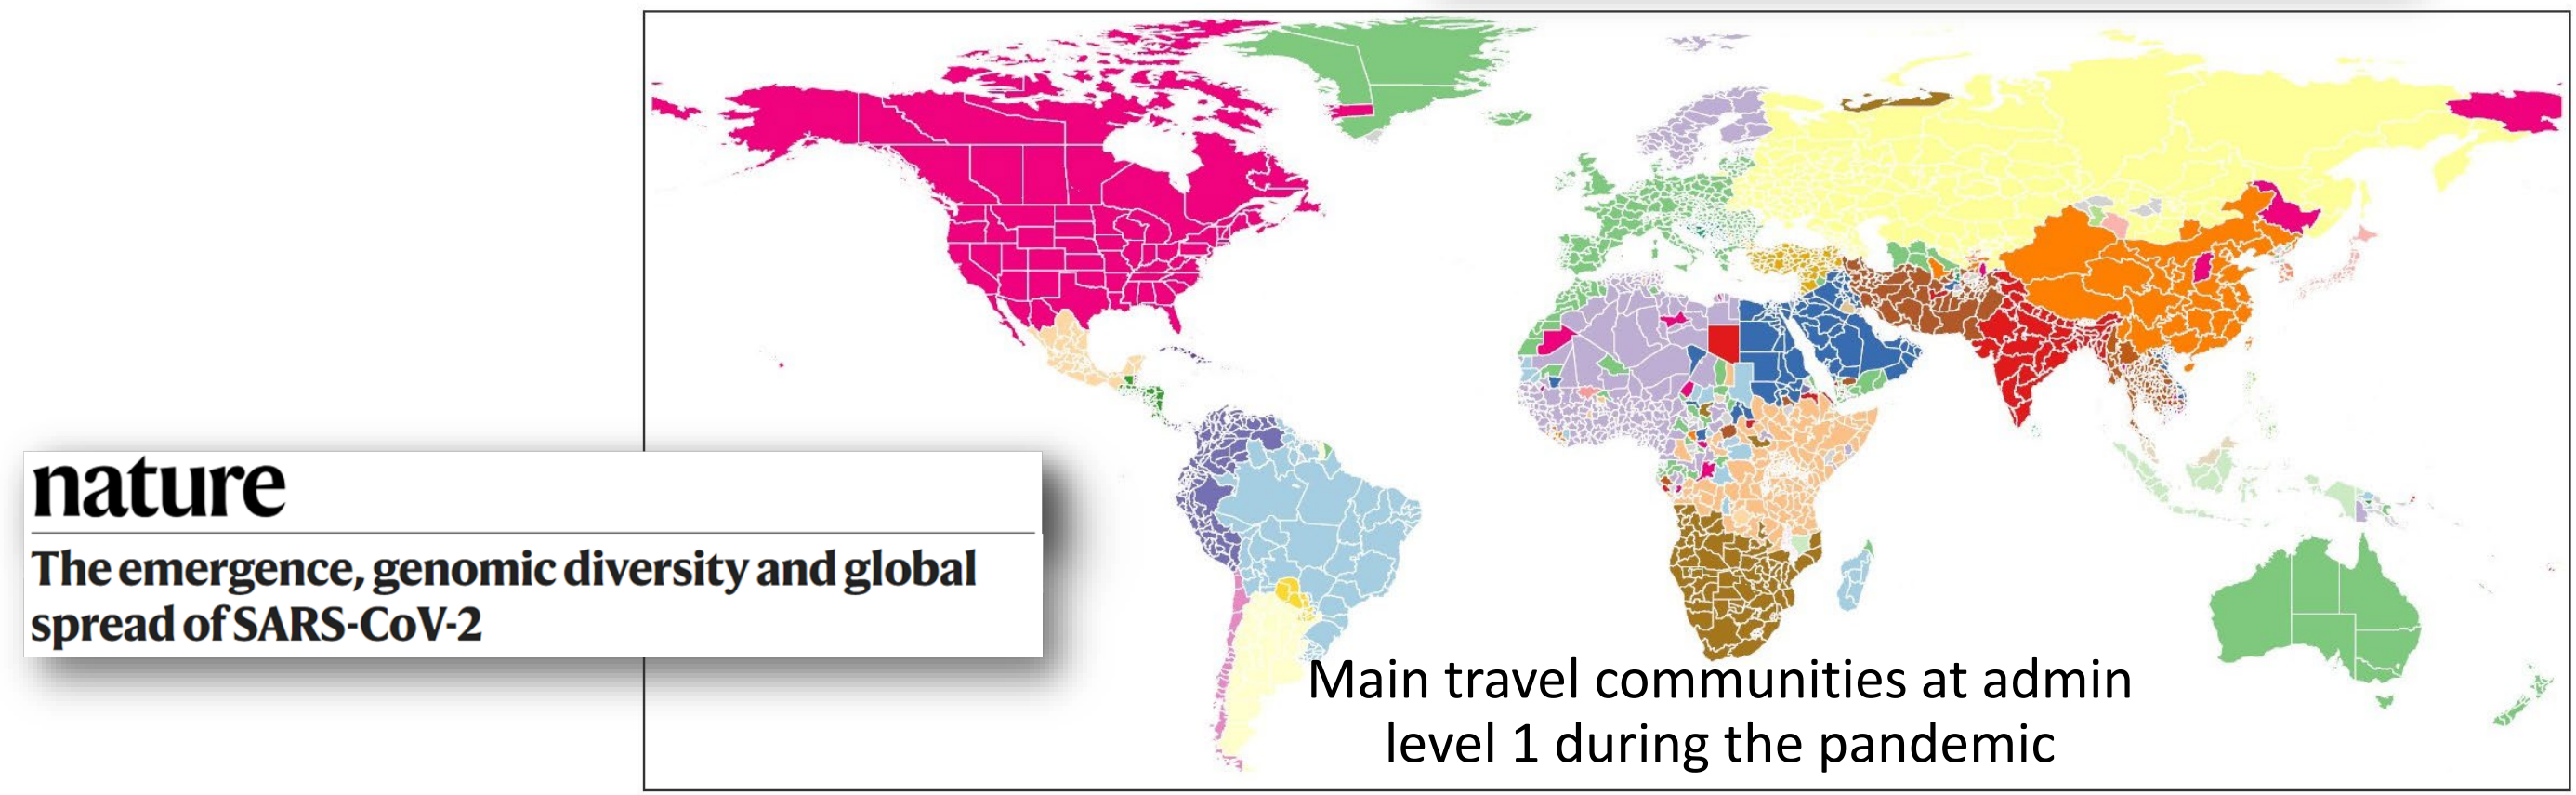 nature
The emergence, genomic diversity and global
spread of SARS-CoV-2
Main travel communities at admin
level 1 during the pandemic